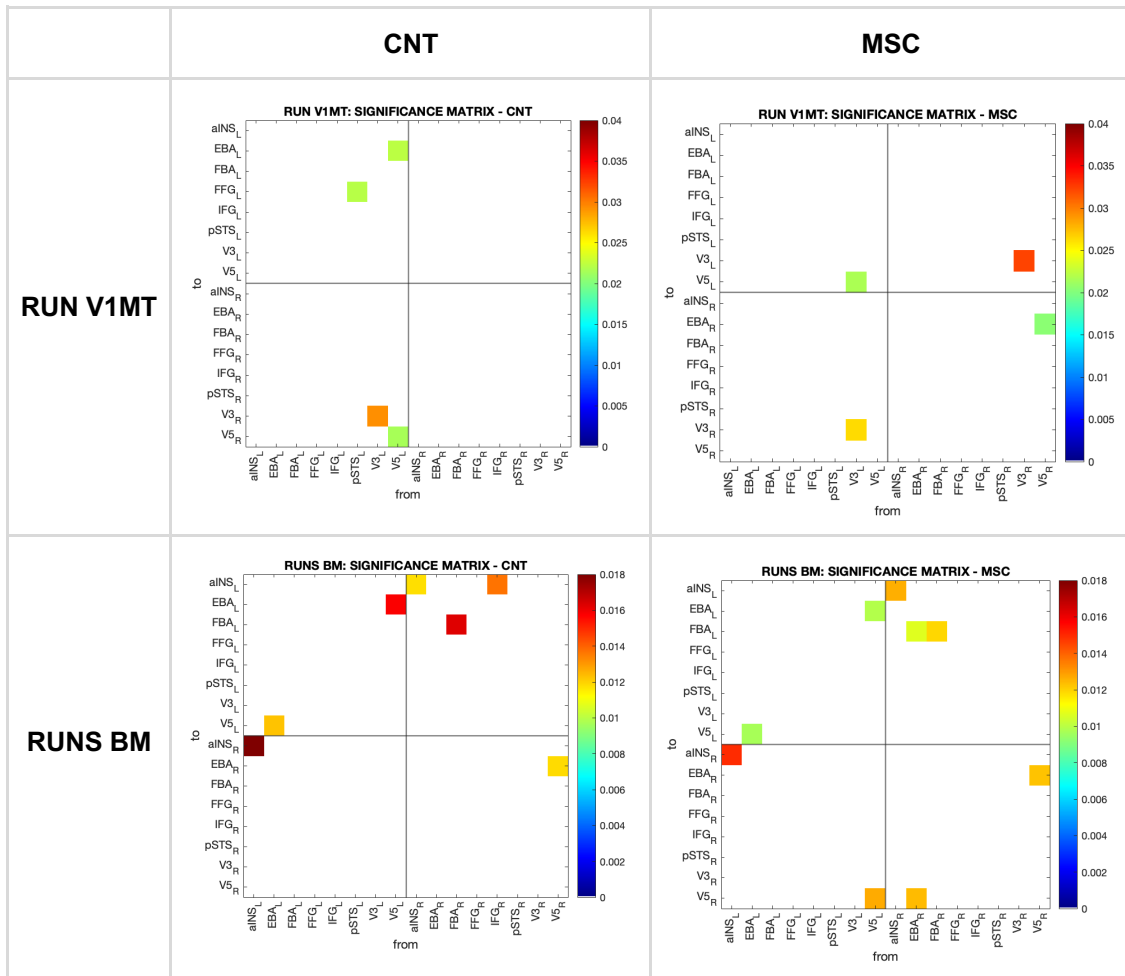 CNT
MSC
RUN V1MT
RUN V1MT: SIGNIFICANCE MATRIX - CNT
aINS_L
EBA_L
FBA_L
FFG_L
IFG_L
pSTS_L
V3_L
V5_L
aINS_R
EBA_R
FBA_R
FFG_R
IFG_R
pSTS_R
V3_R
V5_R
to
aINS_L EBA_L FBA_L FFG_L IFG_L pSTS_L V3_L V5_L aINS_R EBA_R FBA_R FFG_R IFG_R pSTS_R V3_R V5_R
from
0.04
0.035
0.03
0.025
0.02
0.015
0.01
0.005
0
RUN V1MT: SIGNIFICANCE MATRIX - MSC
aINS_L
EBA_L
FBA_L
FFG_L
IFG_L
pSTS_L
V3_L
V5_L
aINS_R
EBA_R
FBA_R
FFG_R
IFG_R
pSTS_R
V3_R
V5_R
to
aINS_L EBA_L FBA_L FFG_L IFG_L pSTS_L V3_L V5_L aINS_R EBA_R FBA_R FFG_R IFG_R pSTS_R V3_R V5_R
from
0.04
0.035
0.03
0.025
0.02
0.015
0.01
0.005
0
RUNS BM
RUNS BM: SIGNIFICANCE MATRIX - CNT
aINS_L
EBA_L
FBA_L
FFG_L
IFG_L
pSTS_L
V3_L
V5_L
aINS_R
EBA_R
FBA_R
FFG_R
IFG_R
pSTS_R
V3_R
V5_R
to
aINS_L EBA_L FBA_L FFG_L IFG_L pSTS_L V3_L V5_L aINS_R EBA_R FBA_R FFG_R IFG_R pSTS_R V3_R V5_R
from
0.018
0.016
0.014
0.012
0.01
0.008
0.006
0.004
0.002
0
RUNS BM: SIGNIFICANCE MATRIX - MSC
aINS_L
EBA_L
FBA_L
FFG_L
IFG_L
pSTS_L
V3_L
V5_L
aINS_R
EBA_R
FBA_R
FFG_R
IFG_R
pSTS_R
V3_R
V5_R
to
aINS_L EBA_L FBA_L FFG_L IFG_L pSTS_L V3_L V5_L aINS_R EBA_R FBA_R FFG_R IFG_R pSTS_R V3_R V5_R
from
0.018
0.016
0.014
0.012
0.01
0.008
0.006
0.004
0.002
0